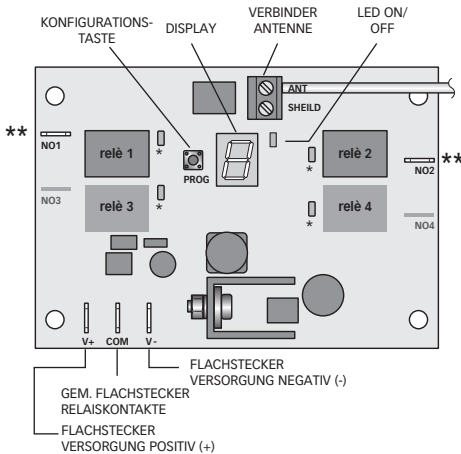 KONFIGURATIONS-
TASTE
DISPLAY
VERBINDER
ANTENNE
LED ON/
OFF
ANT
SHEILD
**
NO1
relè 1
*
PROG
*
relè 2
**
NO2
NO3
relè 3
*
*
relè 4
NO4
V+
COM
V-
FLACHSTECKER
VERSORGUNG NEGATIV (-)
GEM. FLACHSTECKER
RELAISKONTAKTE
FLACHSTECKER
VERSORGUNG POSITIV (+)